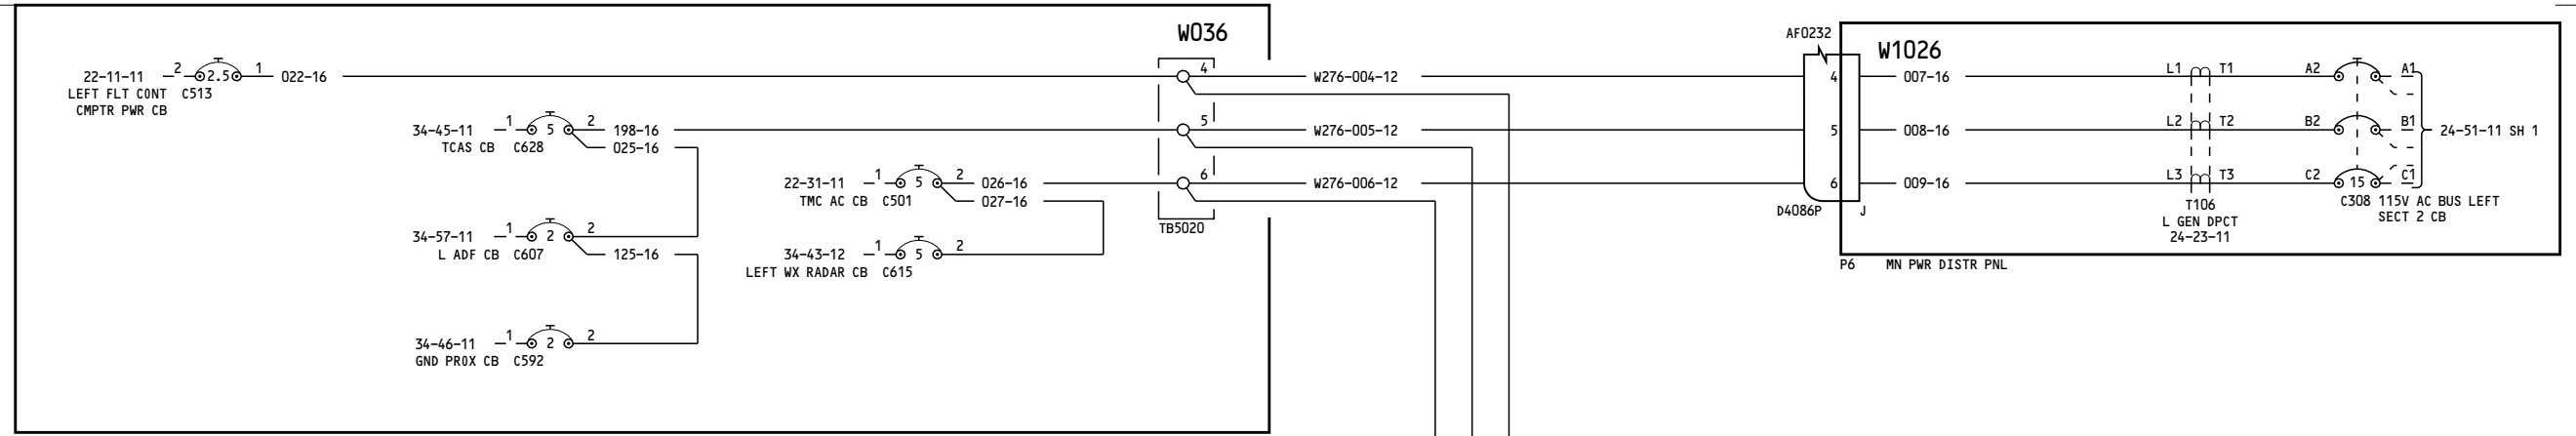 W036
AF0232
W1026
22-11-11 2 2.5 1 022-16
LEFT FLT CONT C513
CMPTR PWR CB
4 W276-004-12 4 007-16 L1 T1 A2 A1
34-45-11 1 5 2 198-16
TCAS CB C628 025-16
5 W276-005-12 5 008-16 L2 T2 B2 B1 24-51-11 SH 1
22-31-11 1 5 2 026-16
TMC AC CB C501 027-16
6 W276-006-12 6 009-16 L3 T3 C2 15 C1
TB5020
D4086P J
T106
L GEN DPCT
24-23-11
C308 115V AC BUS LEFT
SECT 2 CB
34-57-11 1 2 2
L ADF CB C607 125-16
34-43-12 1 5 2
LEFT WX RADAR CB C615
P6 MN PWR DISTR PNL
34-46-11 1 2 2
GND PROX CB C592